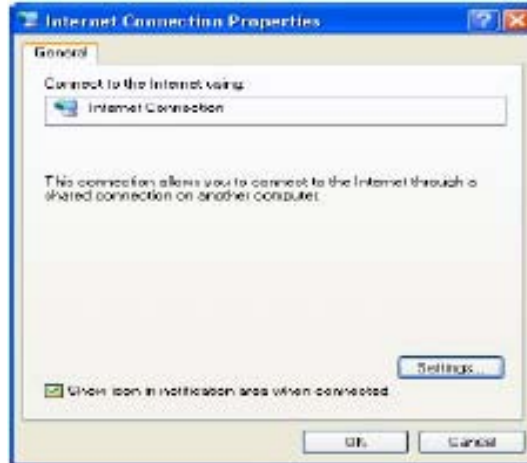 Internet Connection Properties
General
Connect to the Internet using:
Internet Connection
This connection allows you to connect to the Internet through a
shared connection on another computer.
Settings...
Show icon in notification area when connected
OK
Cancel